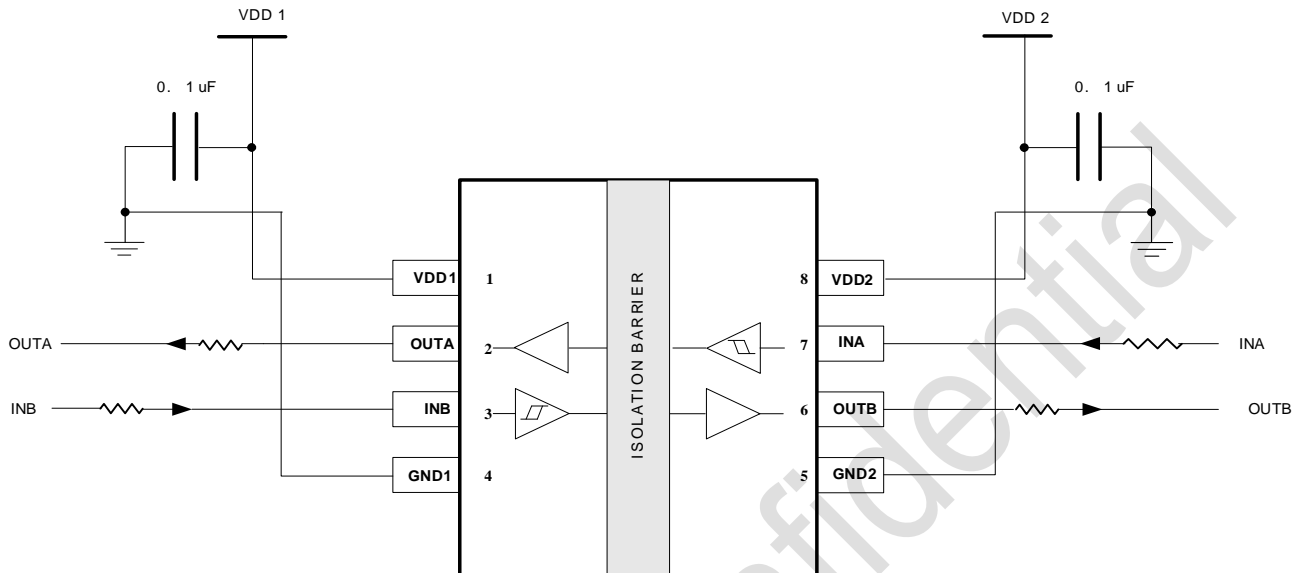 VDD 1
VDD 2
0. 1 uF
0. 1 uF
VDD1 1
8 VDD2
OUTA
OUTA 2
7 INA
INA
INB
INB 3
6 OUTB
OUTB
GND1 4
5 GND2
ISOLATION BARRIER